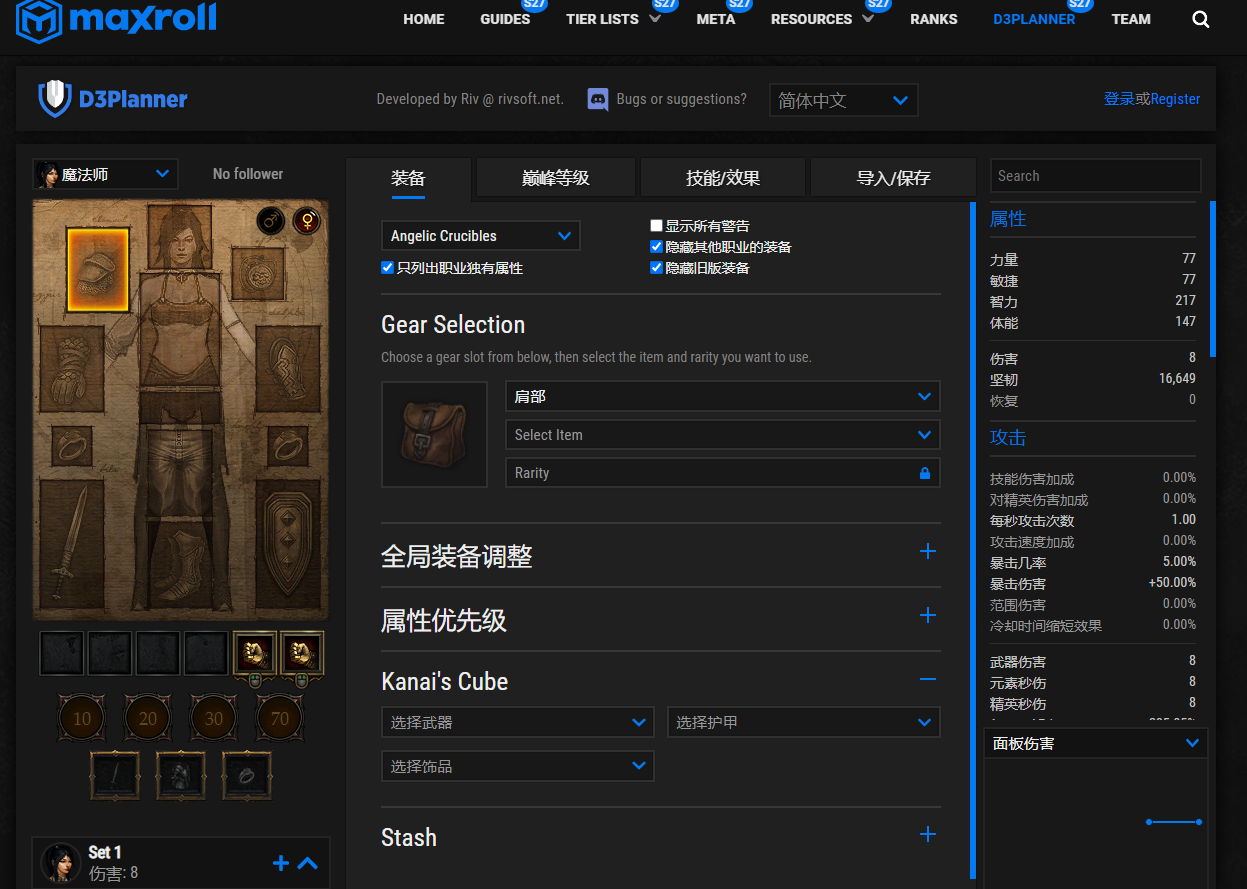 maxroll
HOME GUIDES S27 TIER LISTS S27 META S27 RESOURCES S27 RANKS D3PLANNER S27 TEAM
D3Planner
Developed by Riv @ rivsoft.net.
Bugs or suggestions?
简体中文
登录或Register
魔法师
No follower
装备
巅峰等级
技能/效果
导入/保存
Search
Angelic Crucibles
只列出职业独有属性
显示所有警告
隐藏其他职业的装备
隐藏旧版装备
Gear Selection
Choose a gear slot from below, then select the item and rarity you want to use.
肩部
Select Item
Rarity
全局装备调整
属性优先级
Kanai's Cube
选择武器
选择护甲
选择饰品
Stash
10 20 30 70
Set 1
伤害: 8
属性
力量 77
敏捷 77
智力 217
体能 147
伤害 8
坚韧 16,649
恢复 0
攻击
技能伤害加成 0.00%
对精英伤害加成 0.00%
每秒攻击次数 1.00
攻击速度加成 0.00%
暴击几率 5.00%
暴击伤害 +50.00%
范围伤害 0.00%
冷却时间缩短效果 0.00%
武器伤害 8
元素秒伤 8
精英秒伤 8
面板伤害